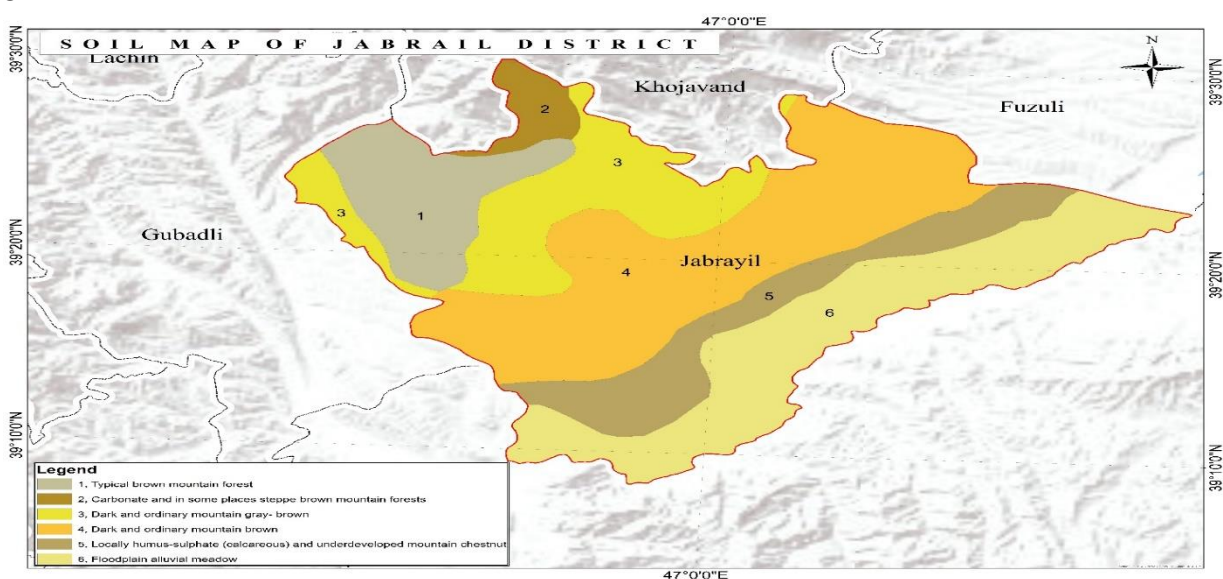 47°0'0"E
SOIL MAP OF JABRAIL DISTRICT
N
39°30'0"N
39°30'0"N
Lachin
Khojavand
Fuzuli
2
3
3
1
Gubadli
39°20'0"N
39°20'0"N
4
Jabrayil
5
6
39°10'0"N
39°10'0"N
Legend
1, Typical brown mountain forest
2, Carbonate and in some places steppe brown mountain forests
3, Dark and ordinary mountain gray- brown
4, Dark and ordinary mountain brown
5, Locally humus-sulphate (calcareous) and underdeveloped mountain chestnut
6, Floodplain alluvial meadow
47°0'0"E